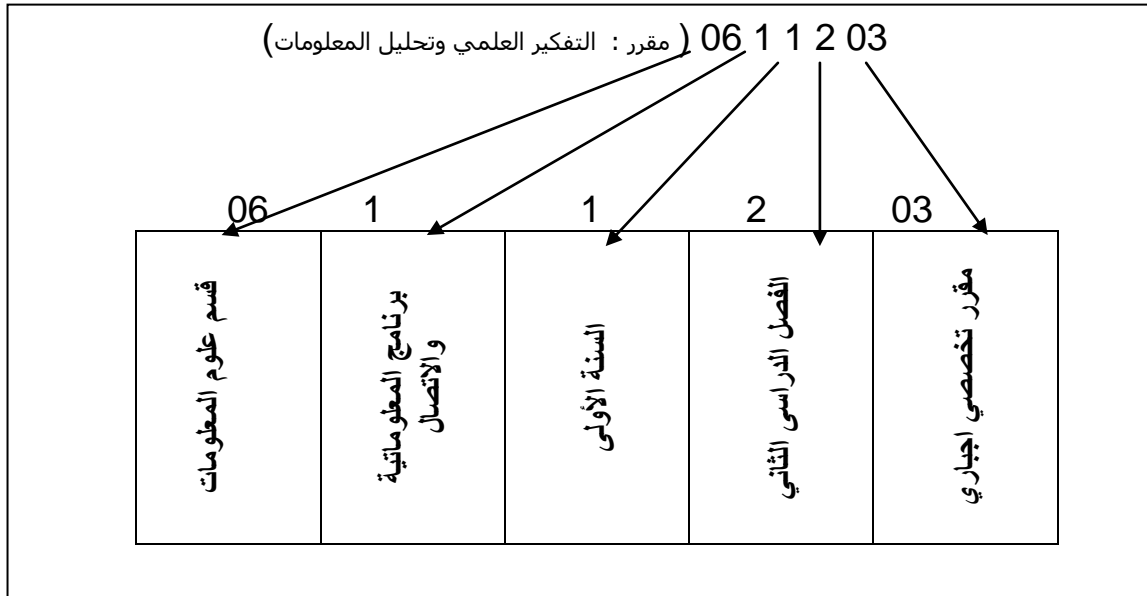 06 1 1 2 03 ( مقرر : التفكير العلمي وتحليل المعلومات)
06 1 1 2 03
قسم علوم المعلومات
برنامج المعلوماتية
والاتصال
السنة الأولى
الفصل الدراسى الثاني
مقرر تخصصي اجباري